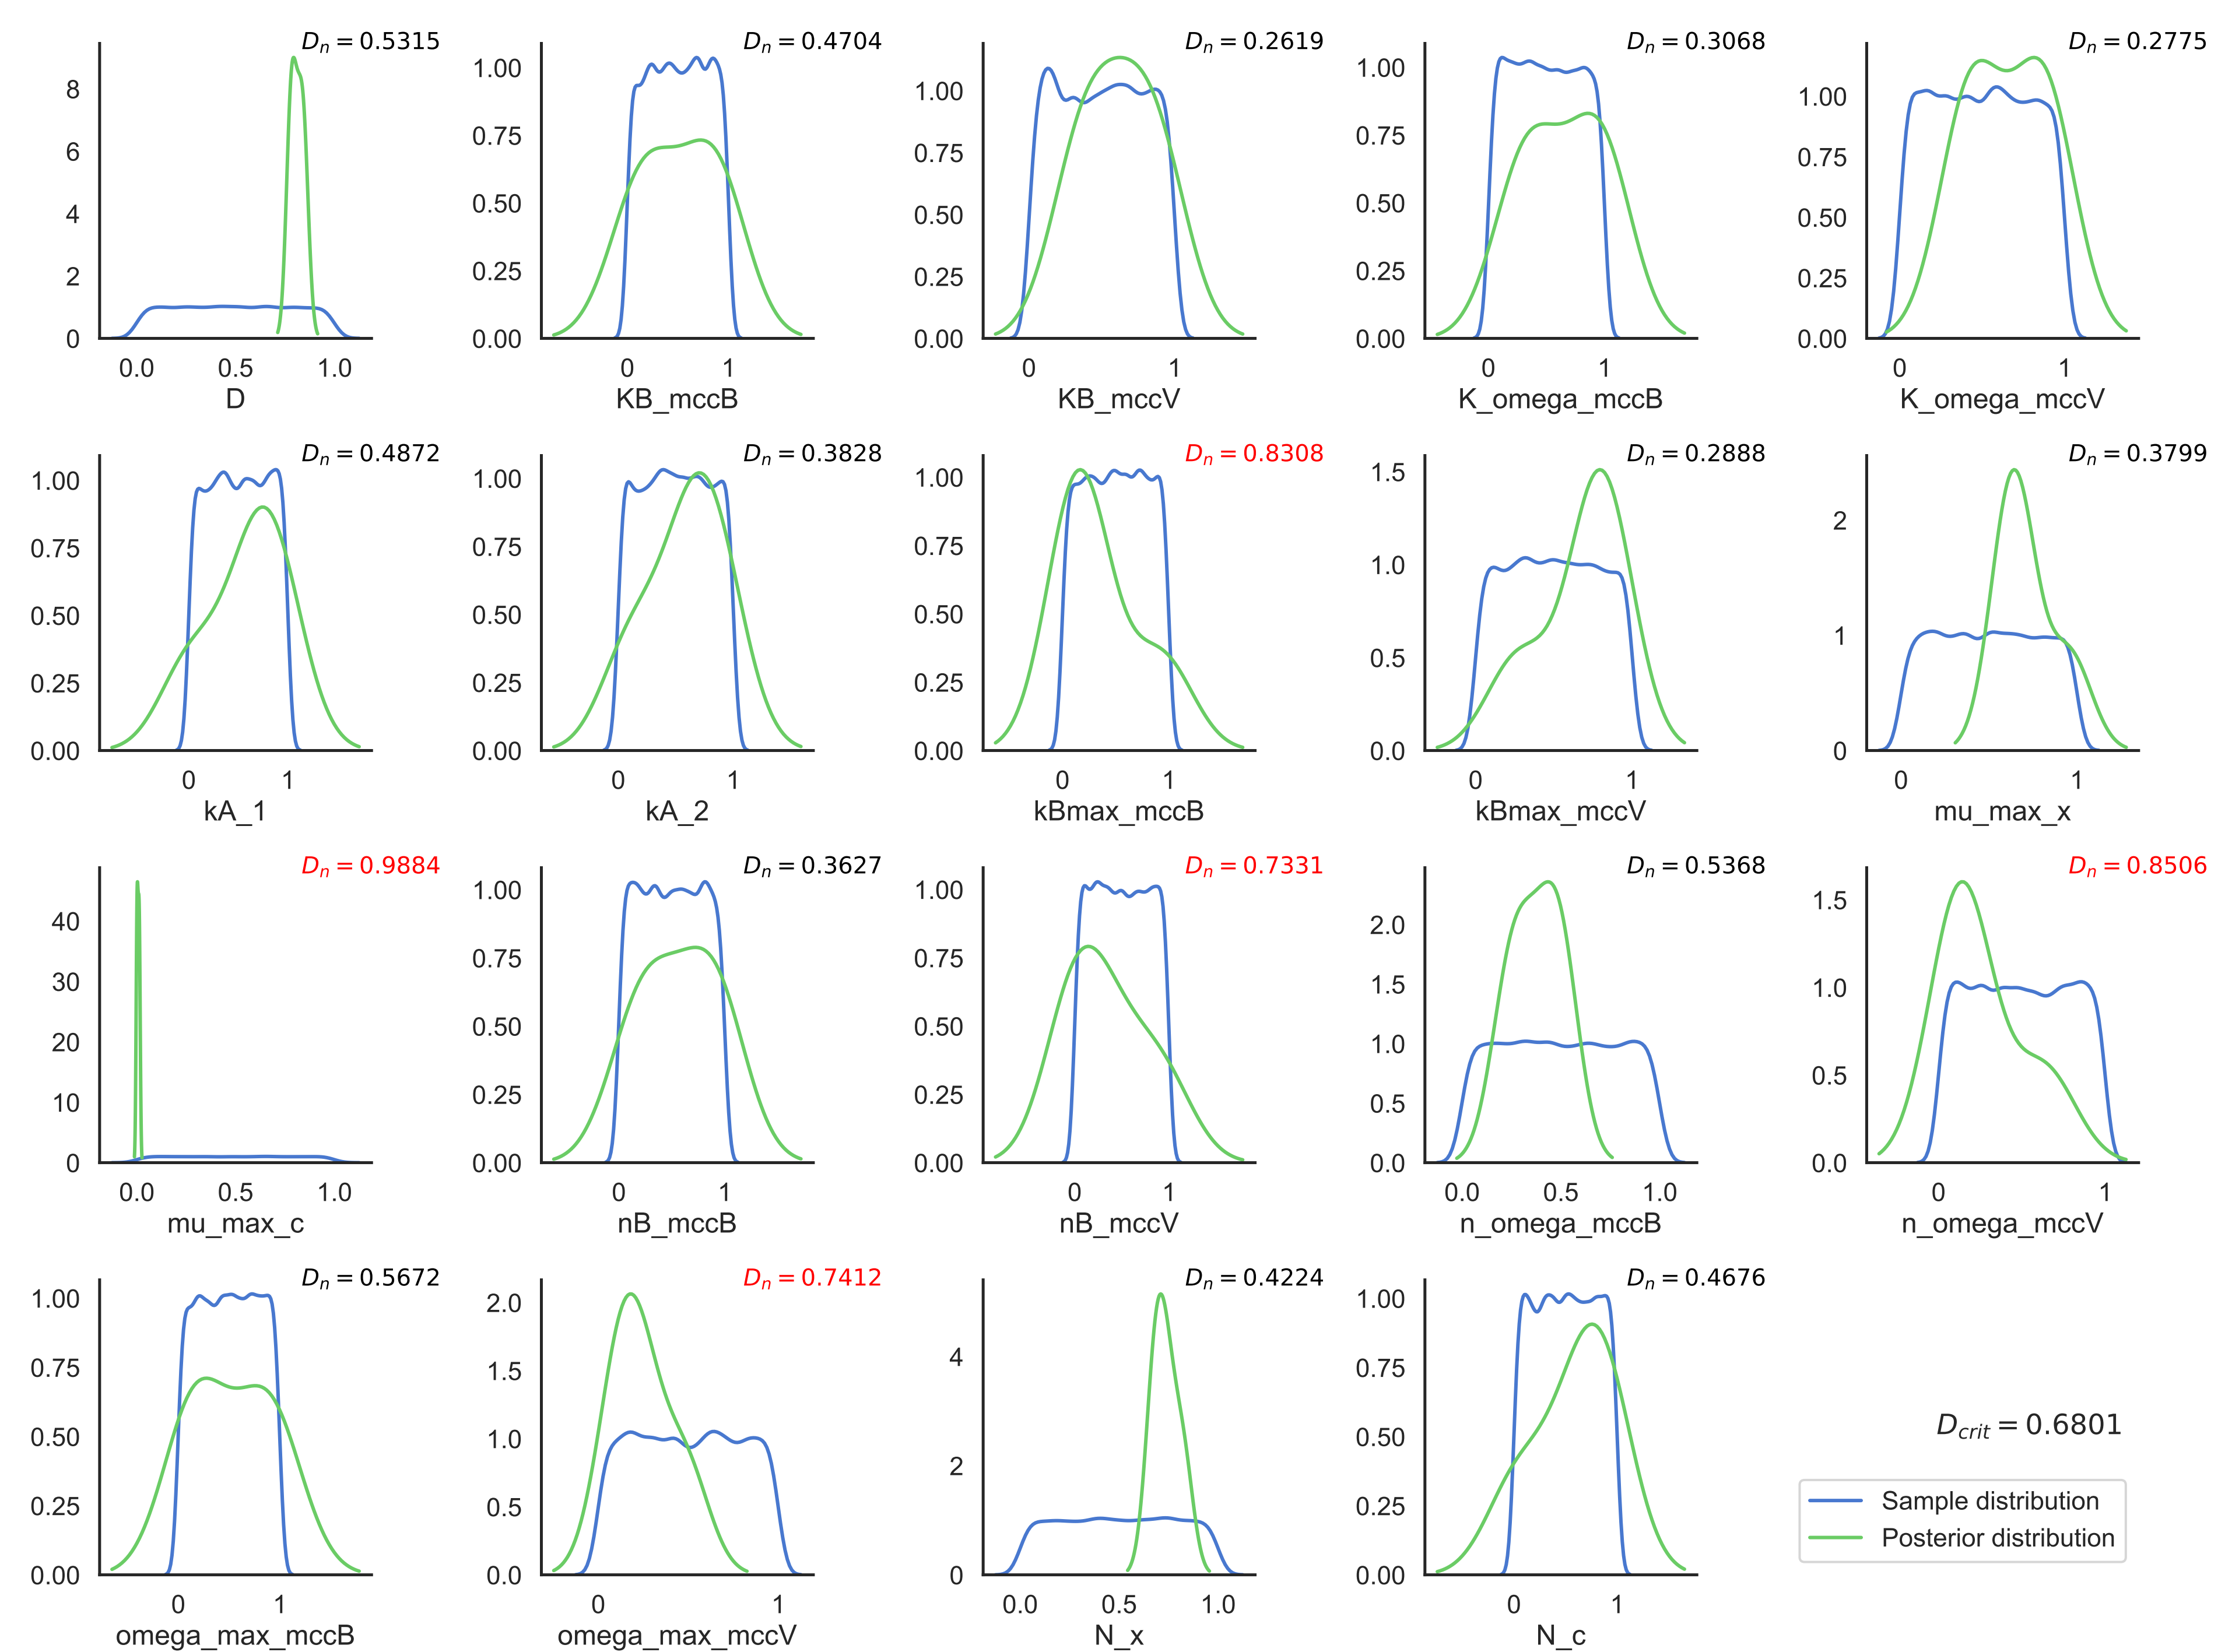 D_n = 0.5315
8
6
4
2
0
0.0 0.5 1.0
D
D_n = 0.4704
1.00
0.75
0.50
0.25
0.00
0 1
KB_mccB
D_n = 0.2619
1.00
0.75
0.50
0.25
0.00
0 1
KB_mccV
D_n = 0.3068
1.00
0.75
0.50
0.25
0.00
0 1
K_omega_mccB
D_n = 0.2775
1.00
0.75
0.50
0.25
0.00
0 1
K_omega_mccV
D_n = 0.4872
1.00
0.75
0.50
0.25
0.00
0 1
kA_1
D_n = 0.3828
1.00
0.75
0.50
0.25
0.00
0 1
kA_2
D_n = 0.8308
1.00
0.75
0.50
0.25
0.00
0 1
kBmax_mccB
D_n = 0.2888
1.5
1.0
0.5
0.0
0 1
kBmax_mccV
D_n = 0.3799
2
1
0
0 1
mu_max_x
D_n = 0.9884
40
30
20
10
0
0.0 0.5 1.0
mu_max_c
D_n = 0.3627
1.00
0.75
0.50
0.25
0.00
0 1
nB_mccB
D_n = 0.7331
1.00
0.75
0.50
0.25
0.00
0 1
nB_mccV
D_n = 0.5368
2.0
1.5
1.0
0.5
0.0
0.0 0.5 1.0
n_omega_mccB
D_n = 0.8506
1.5
1.0
0.5
0.0
0 1
n_omega_mccV
D_n = 0.5672
1.00
0.75
0.50
0.25
0.00
0 1
omega_max_mccB
D_n = 0.7412
2.0
1.5
1.0
0.5
0.0
0 1
omega_max_mccV
D_n = 0.4224
4
2
0
0.0 0.5 1.0
N_x
D_n = 0.4676
1.00
0.75
0.50
0.25
0.00
0 1
N_c
D_crit = 0.6801
Sample distribution
Posterior distribution